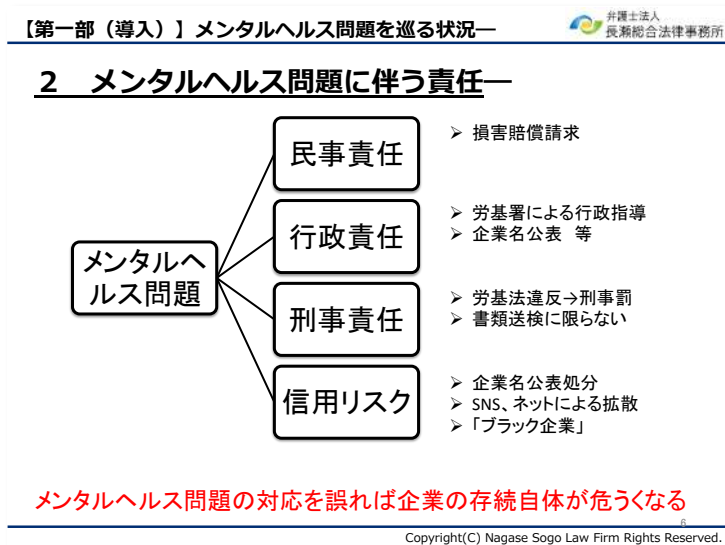 【第一部（導入）】メンタルヘルス問題を巡る状況―
弁護士法人
長瀬総合法律事務所
２　メンタルヘルス問題に伴う責任―
メンタルヘ
ルス問題
民事責任
➢ 損害賠償請求
行政責任
➢ 労基署による行政指導
➢ 企業名公表　等
刑事責任
➢ 労基法違反→刑事罰
➢ 書類送検に限らない
信用リスク
➢ 企業名公表処分
➢ SNS、ネットによる拡散
➢ 「ブラック企業」
メンタルヘルス問題の対応を誤れば企業の存続自体が危うくなる
6
Copyright(C) Nagase Sogo Law Firm Rights Reserved.